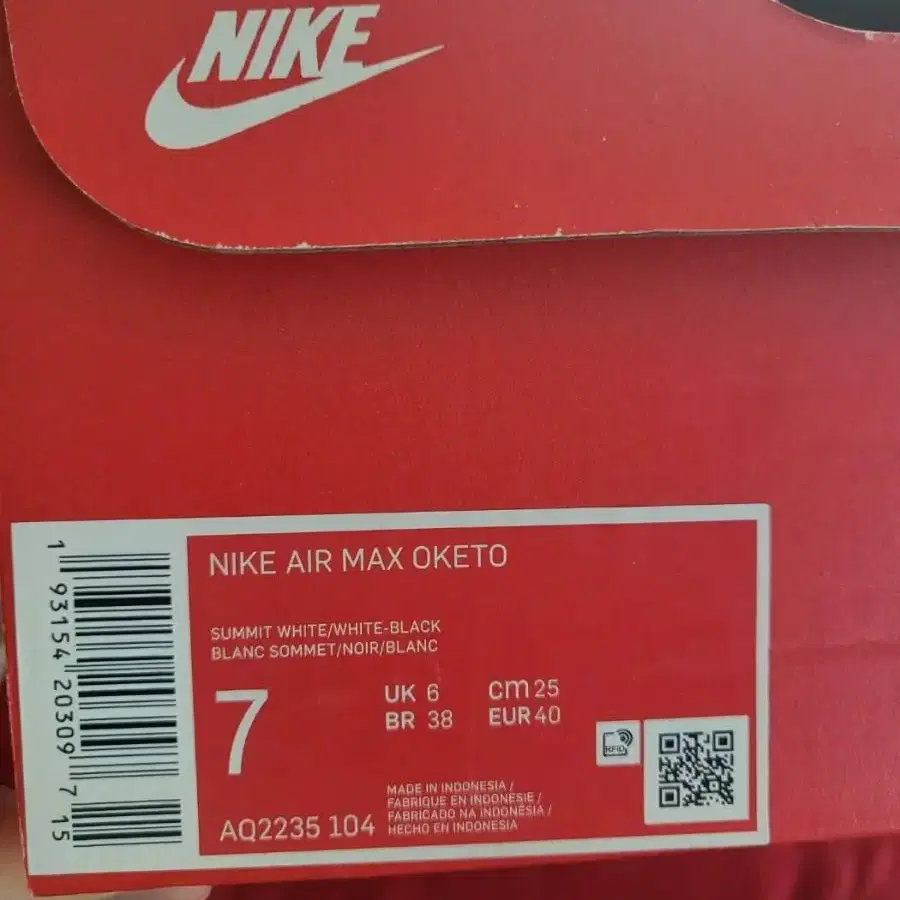 NIKE
NIKE AIR MAX OKETO
SUMMIT WHITE/WHITE-BLACK
BLANC SOMMET/NOIR/BLANC
7
UK 6 cm 25
BR 38 EUR 40
RFID
MADE IN INDONESIA /
FABRIQUE EN INDONESIE /
FABRICADO NA INDONÉSIA /
HECHO EN INDONESIA
AQ2235 104
1 93154 20309 7 15